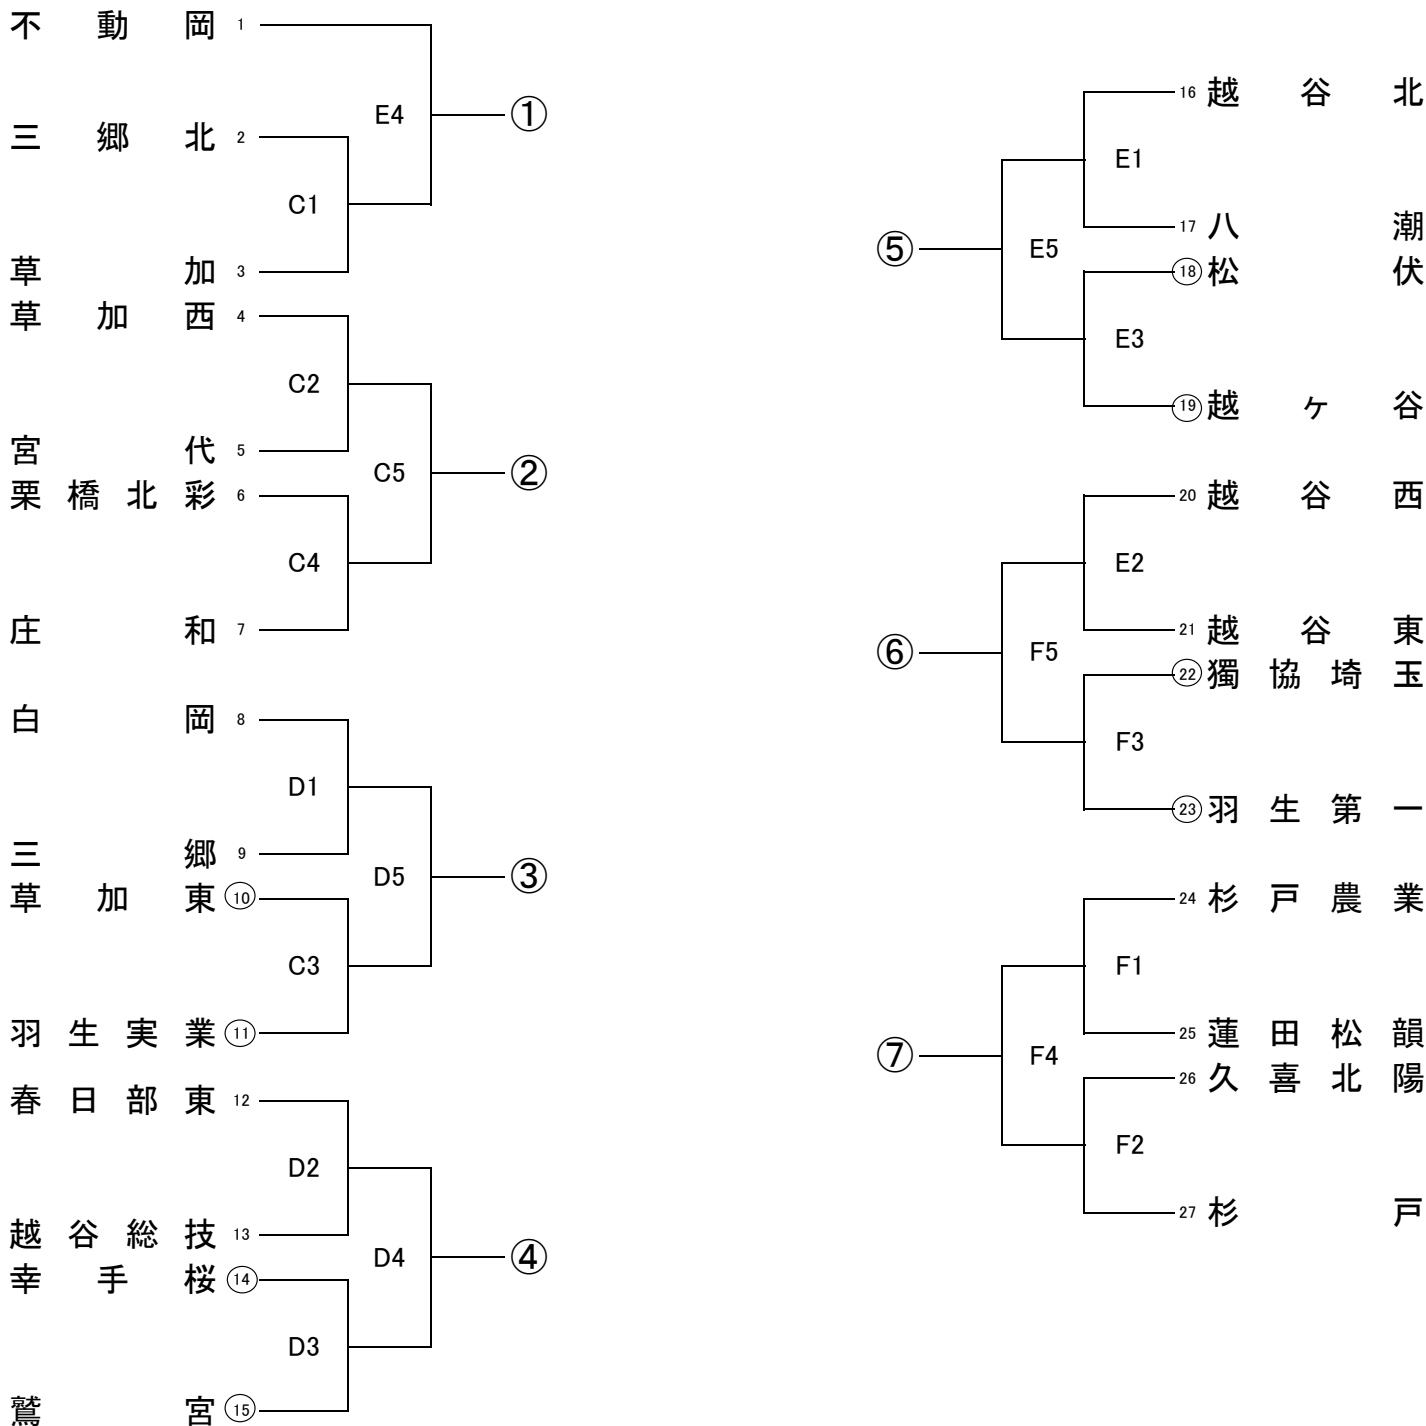 不動岡 1
E4
①
三郷北 2
C1
草加 3
草加西 4
C2
宮代 5
C5
②
栗橋北彩 6
C4
庄和 7
白岡 8
D1
三郷 9
D5
③
草加東 ⑩
C3
羽生実業 ⑪
春日部東 12
D2
越谷総技 13
D4
④
幸手桜 ⑭
D3
鷲宮 ⑮
16 越谷北
E1
17 八潮
⑤
E5
⑱ 松伏
E3
⑲ 越ヶ谷
20 越谷西
E2
21 越谷東
⑥
F5
㉒ 獨協埼玉
F3
㉓ 羽生第一
24 杉戸農業
F1
25 蓮田松韻
⑦
F4
26 久喜北陽
F2
27 杉戸